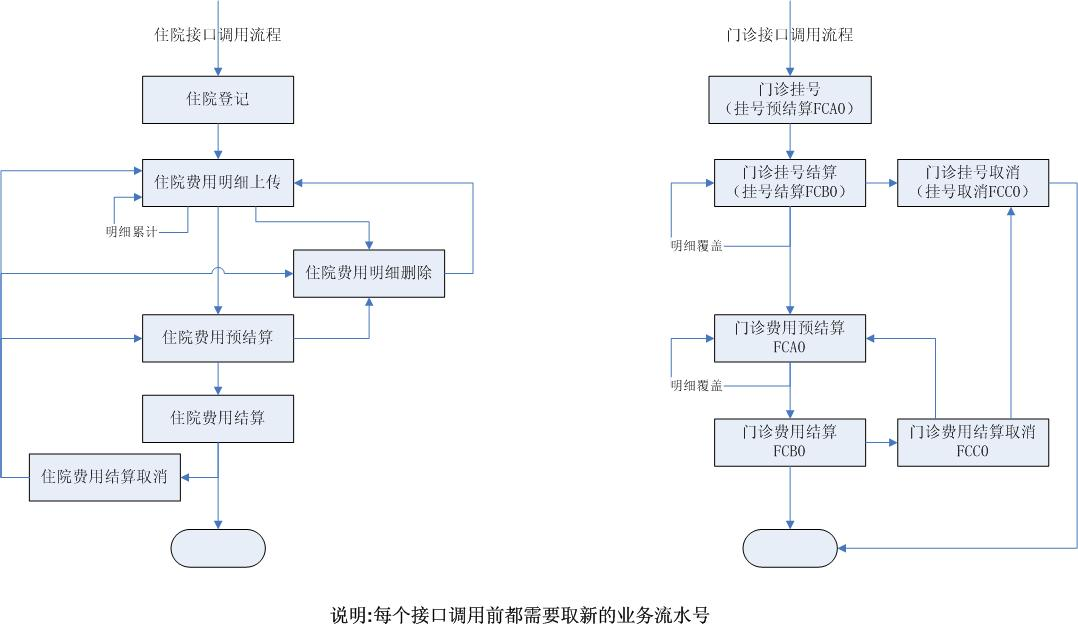 住院接口调用流程
住院登记
住院费用明细上传
明细累计
住院费用明细删除
住院费用预结算
住院费用结算
住院费用结算取消
门诊接口调用流程
门诊挂号
（挂号预结算FCA0）
门诊挂号结算
（挂号结算FCB0）
门诊挂号取消
（挂号取消FCC0）
明细覆盖
门诊费用预结算
FCA0
明细覆盖
门诊费用结算
FCB0
门诊费用结算取消
FCC0
说明:每个接口调用前都需要取新的业务流水号